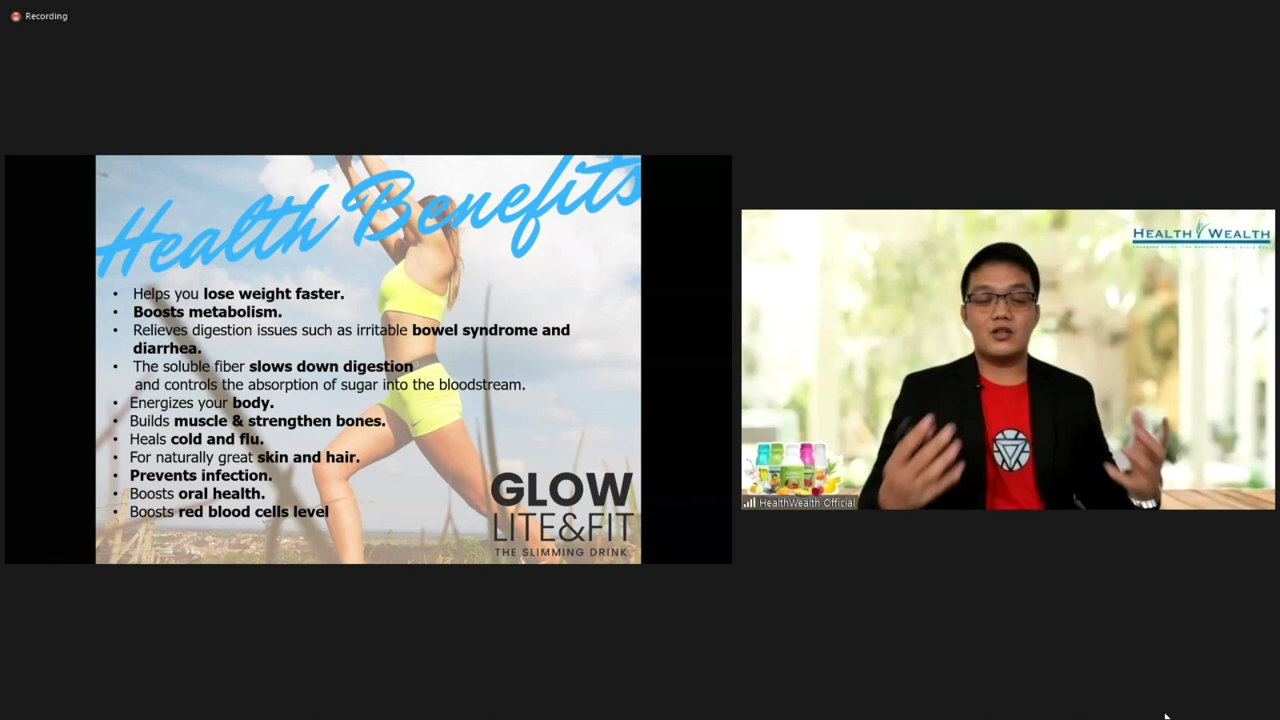 Recording
Health Benefits
• Helps you lose weight faster.
• Boosts metabolism.
• Relieves digestion issues such as irritable bowel syndrome and
diarrhea.
• The soluble fiber slows down digestion
and controls the absorption of sugar into the bloodstream.
• Energizes your body.
• Builds muscle & strengthen bones.
• Heals cold and flu.
• For naturally great skin and hair.
• Prevents infection.
• Boosts oral health.
• Boosts red blood cells level
GLOW
LITE&FIT
THE SLIMMING DRINK
HEALTH WEALTH
HealthWealth Official